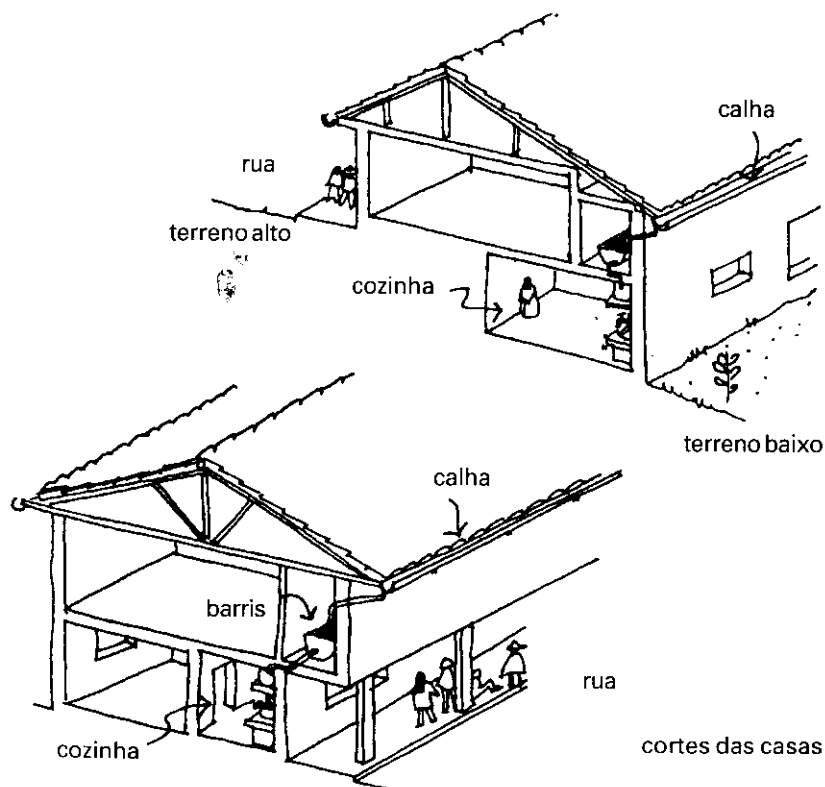 calha
rua
terreno alto
cozinha
terreno baixo
calha
barris
rua
cozinha
cortes das casas